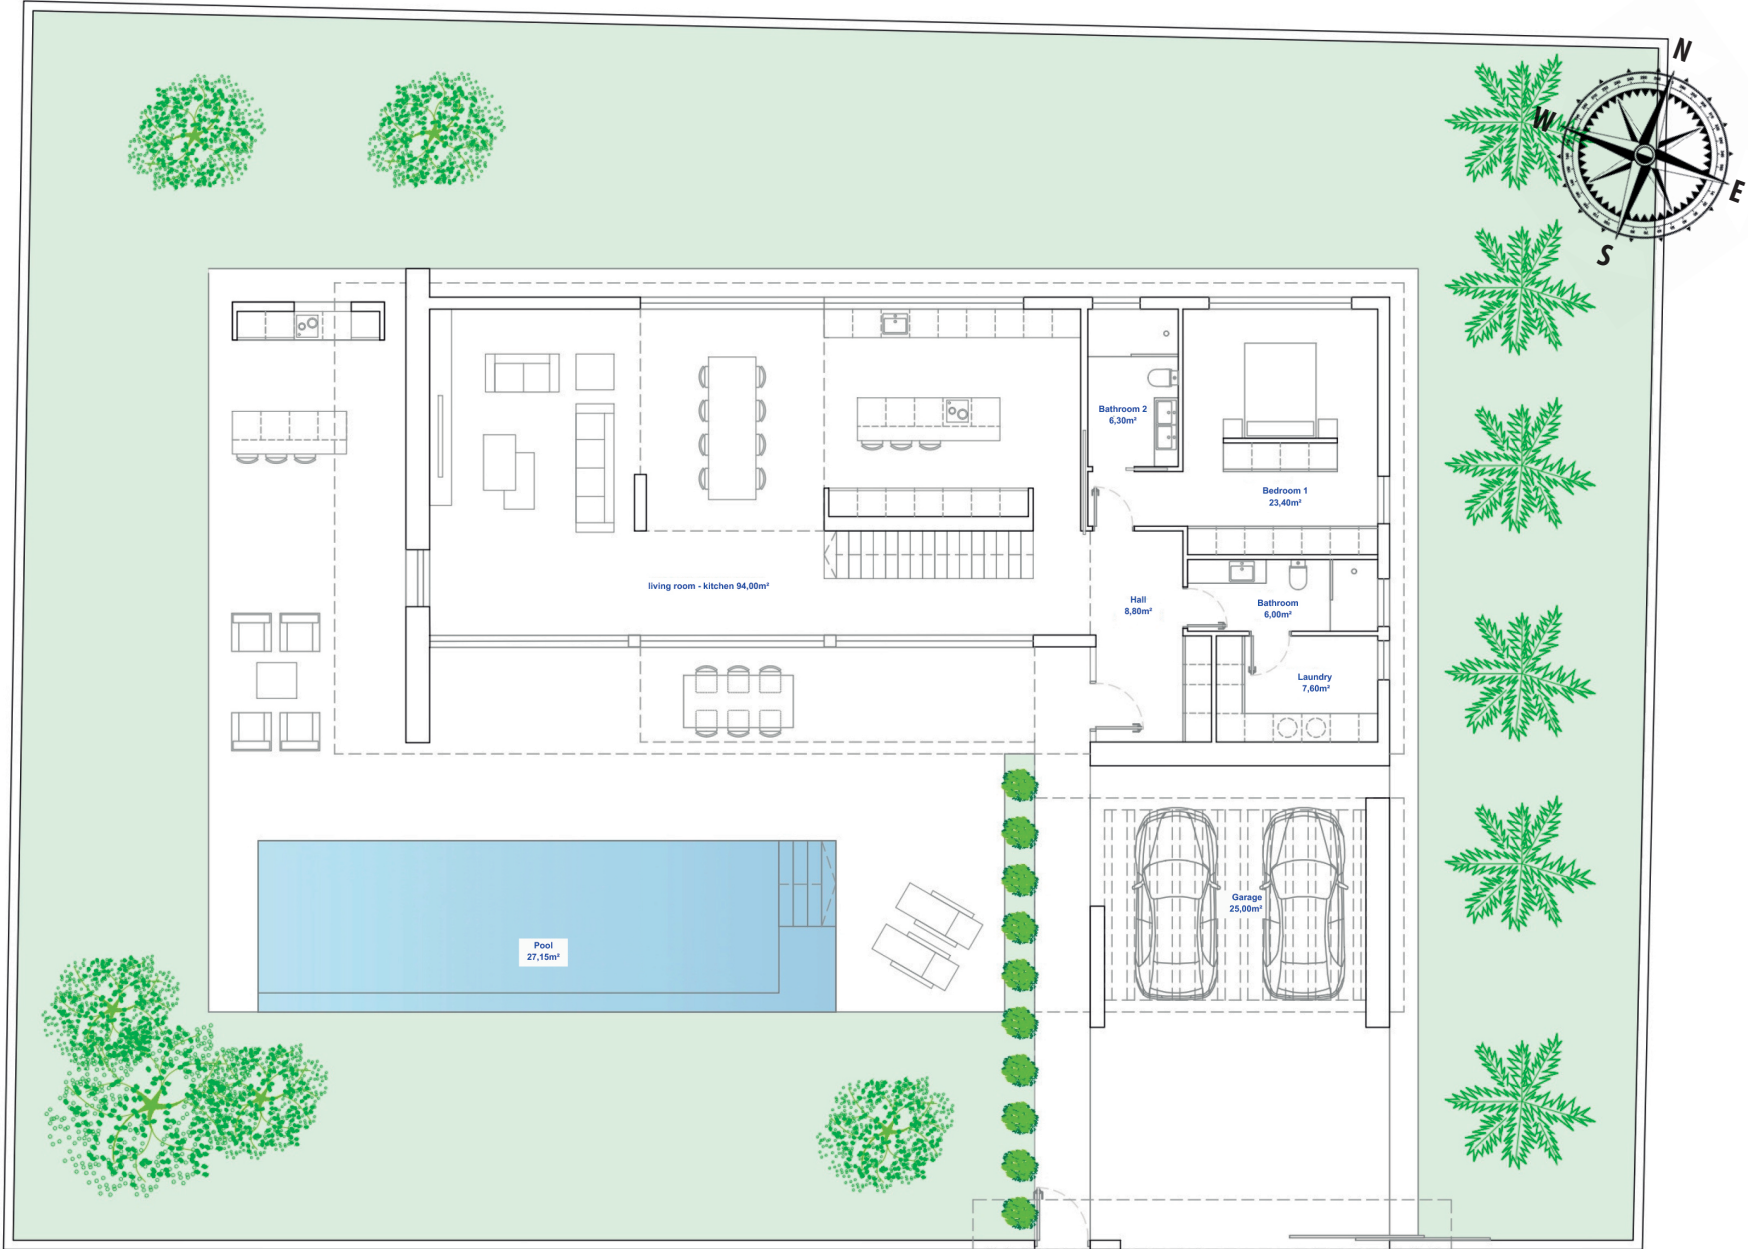 N
W
E
S
Bathroom 2
6,30m²
Bedroom 1
23,40m²
living room - kitchen 94,00m²
Hall
8,80m²
Bathroom
6,00m²
Laundry
7,60m²
Garage
25,00m²
Pool
27,15m²